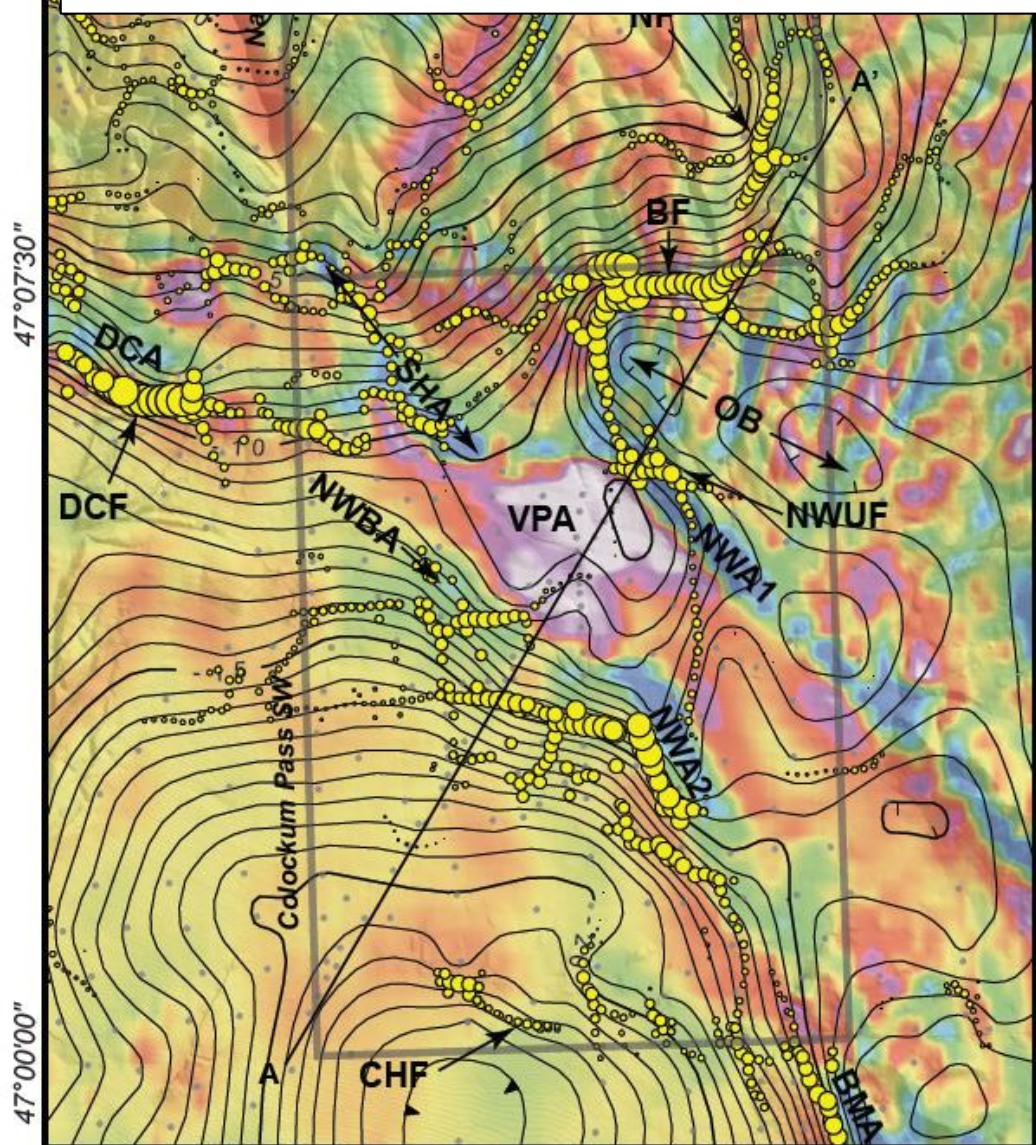 NF
A'
BF
47°07'30"
5
DCA
SHA
OB
10
DCF
NWBA
VPA
NWUF
NWA1
-15
Colockum Pass SW
NWA2
47°00'00"
A
CHF
BMA